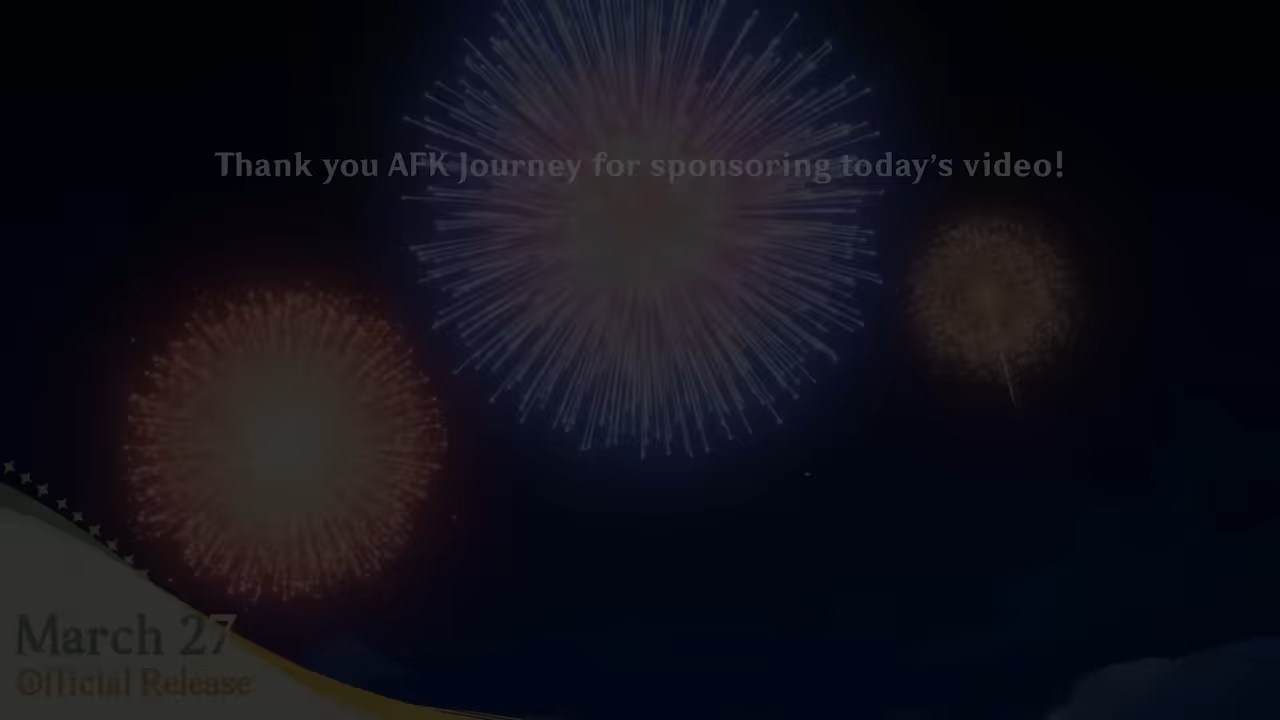 Thank you AFK Journey for sponsoring today's video!
March 27
Official Release